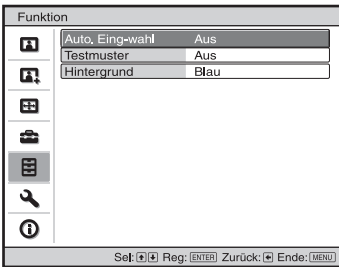 Funktion
Auto. Eing-wahl Aus
Testmuster Aus
Hintergrund Blau
Sel: Reg: ENTER Zurück: Ende: MENU